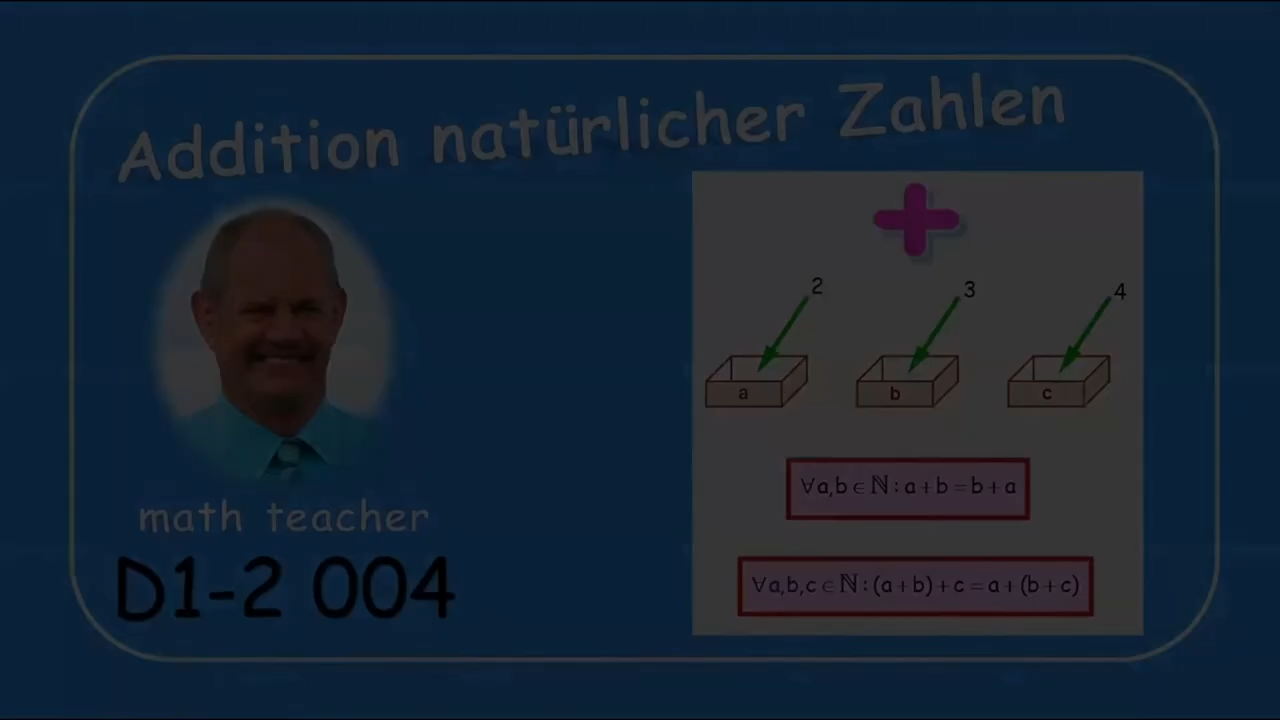 Addition natürlicher Zahlen
2 3 4
a b c
∀a,b∈ℕ:a+b=b+a
∀a,b,c∈ℕ:(a+b)+c=a+(b+c)
math teacher
D1-2 004